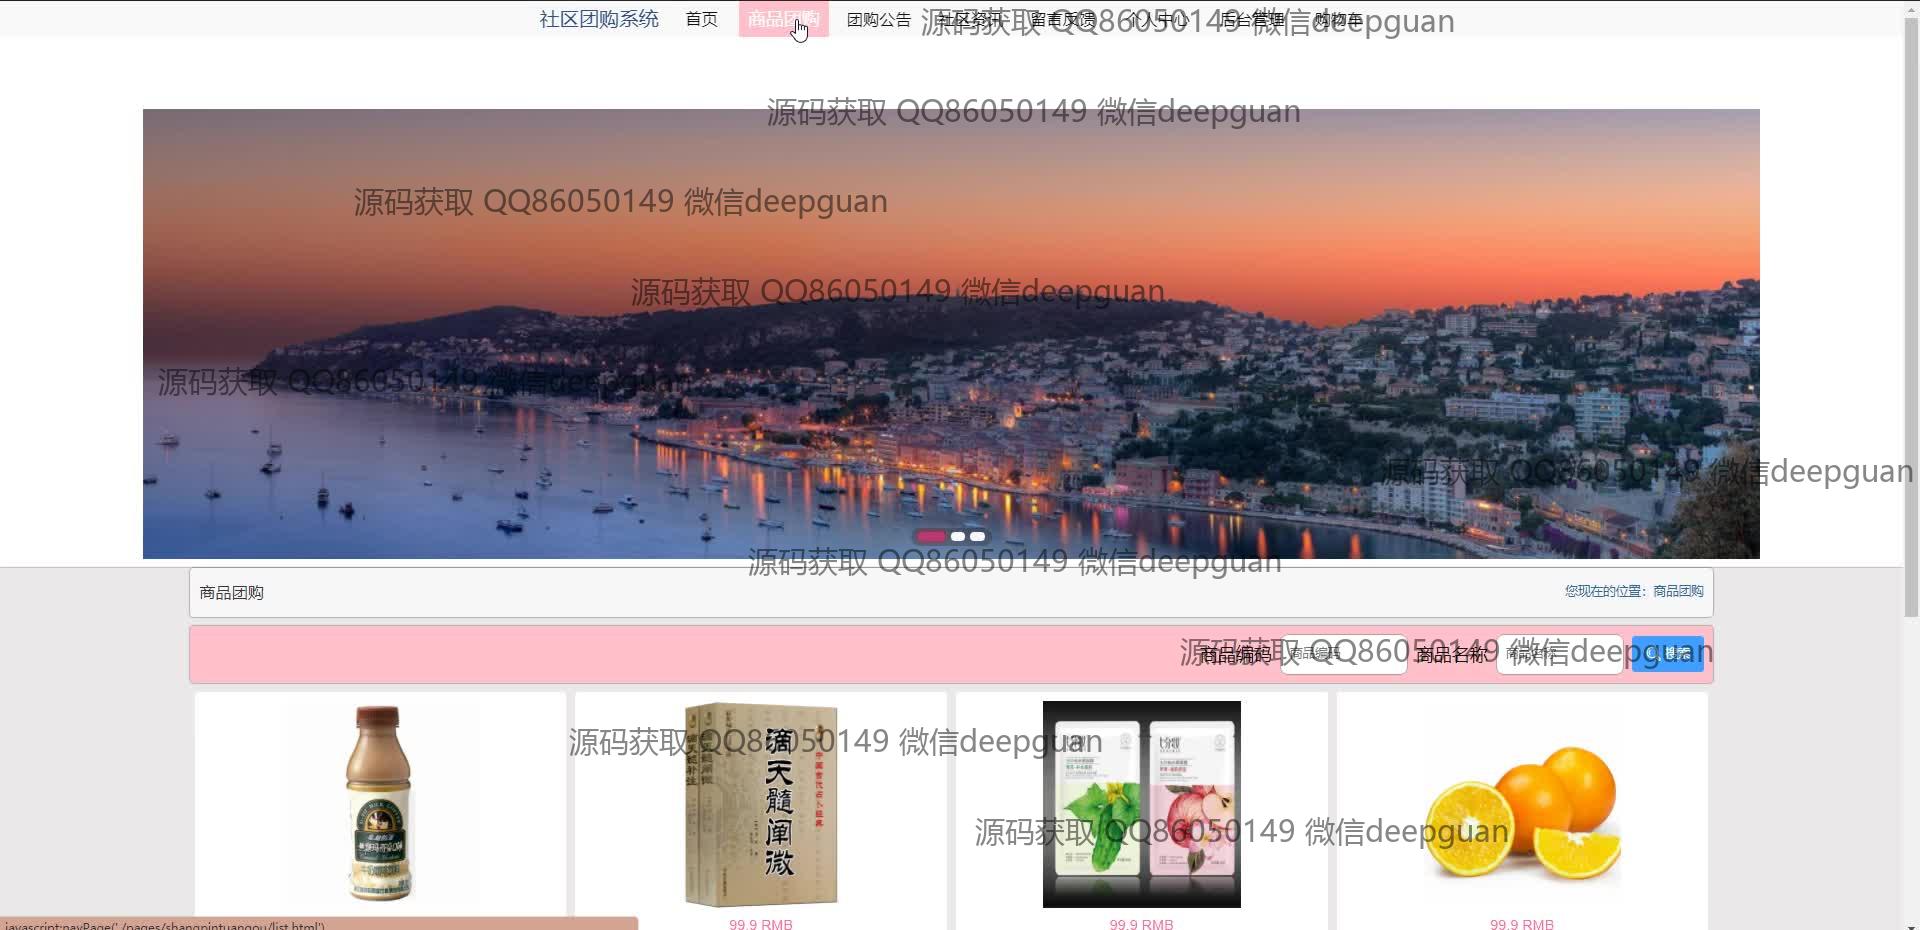 社区团购系统 首页 商品团购 团购公告 社区资讯 留言反馈 个人中心 后台管理 购物车
源码获取 QQ86050149 微信deepguan
源码获取 QQ86050149 微信deepguan
源码获取 QQ86050149 微信deepguan
源码获取 QQ86050149 微信deepguan
源码获取 QQ86050149 微信deepguan
源码获取 QQ86050149 微信deepguan
源码获取 QQ86050149 微信deepguan
商品团购 您现在的位置：商品团购
商品编码 商品编码 商品名称 商品名称 搜索
源码获取 QQ86050149 微信deepguan
源码获取 QQ86050149 微信deepguan
滴天髓阐微
中国古代占卜经典
源码获取 QQ86050149 微信deepguan
99.9 RMB 99.9 RMB 99.9 RMB
javascript:navPage('./pages/shangpintuangou/list.html')